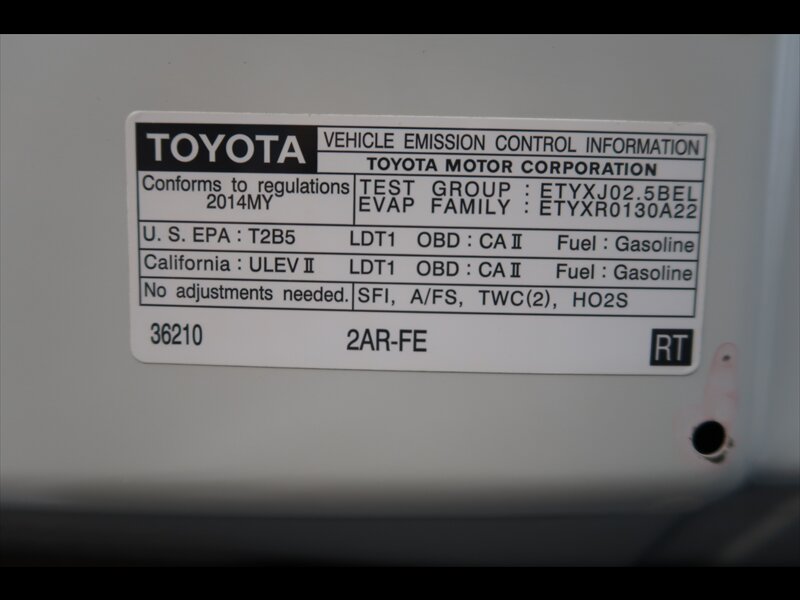 TOYOTA VEHICLE EMISSION CONTROL INFORMATION
TOYOTA MOTOR CORPORATION
Conforms to regulations 2014MY
TEST GROUP : ETYXJ02.5BEL
EVAP FAMILY : ETYXR0130A22
U. S. EPA : T2B5 LDT1 OBD : CA II Fuel : Gasoline
California : ULEV II LDT1 OBD : CA II Fuel : Gasoline
No adjustments needed. SFI, A/FS, TWC(2), HO2S
36210 2AR-FE RT